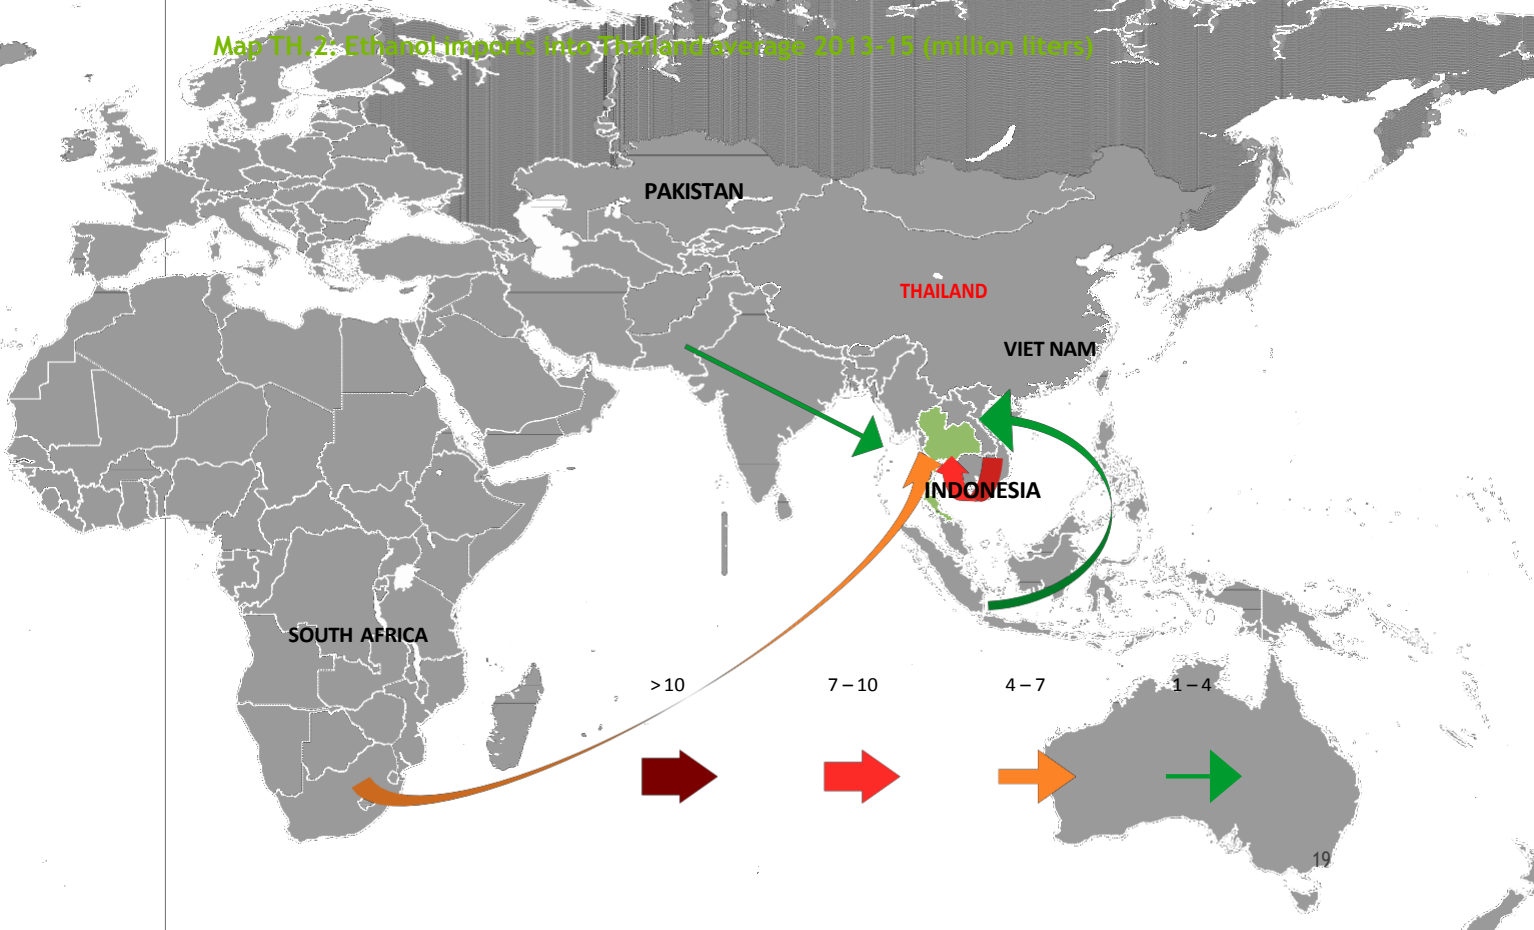 Map TH.2: Ethanol imports into Thailand average 2013-15 (million liters)
PAKISTAN
THAILAND
VIET NAM
INDONESIA
SOUTH AFRICA
> 10
7 – 10
4 – 7
1 – 4
19